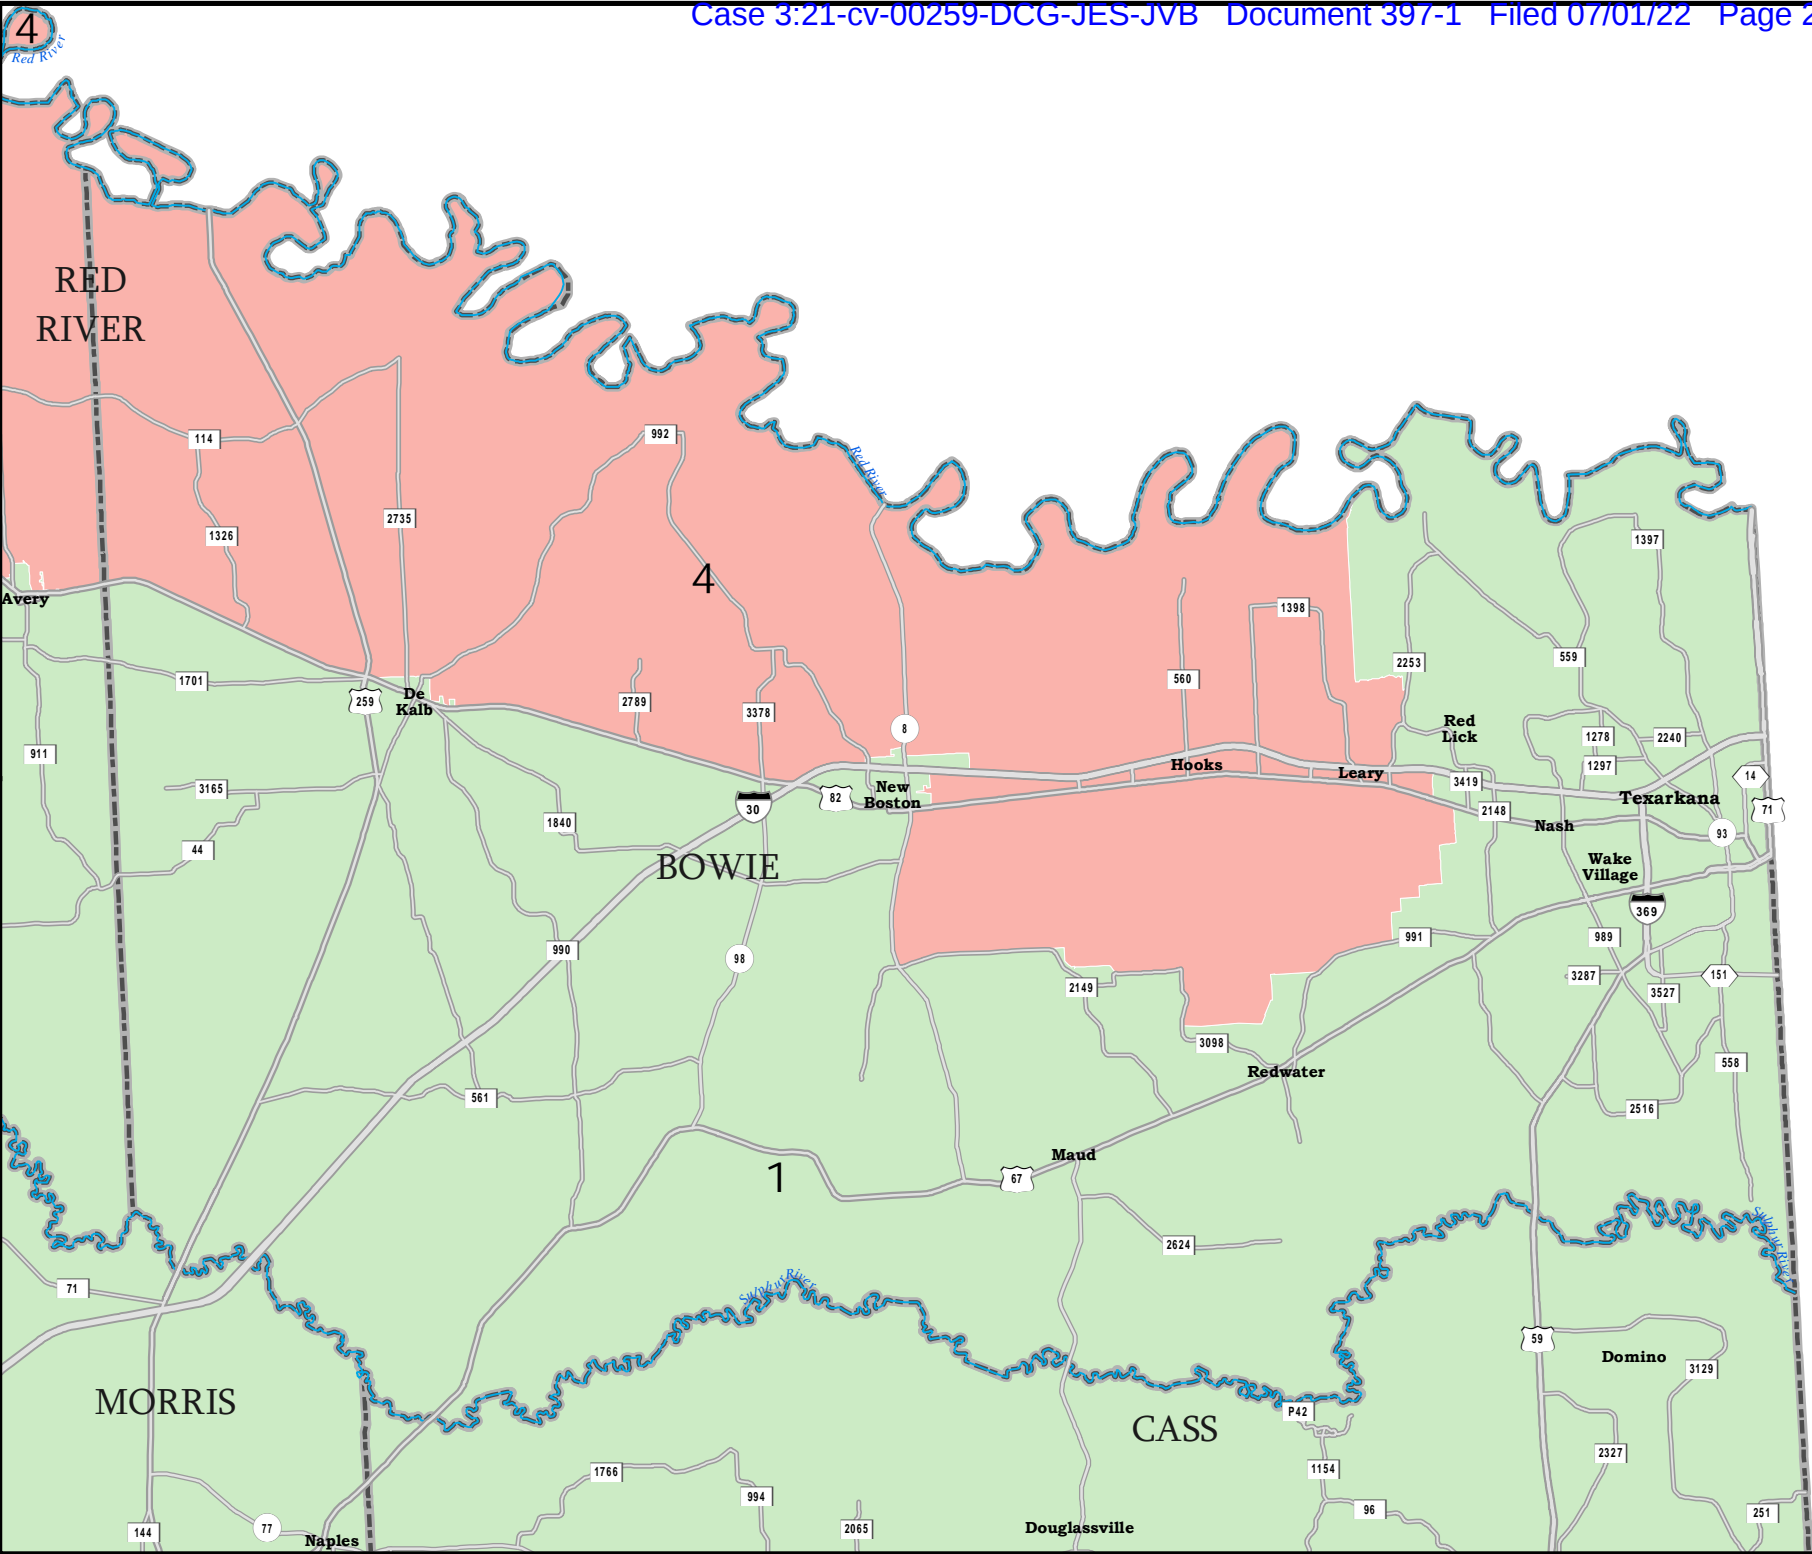 Case 3:21-cv-00259-DCG-JES-JVB Document 397-1 Filed 07/01/22 Page 2
4
Red River
RED
RIVER
114
992
Red River
2735
1326
1397
4
Avery
1398
559
2253
560
1701
259
De
Kalb
2789
3378
8
Red
Lick
1278
2240
911
Hooks
Leary
1297
14
3165
30
82
New
Boston
3419
2148
Texarkana
71
1840
Nash
93
44
BOWIE
Wake
Village
369
990
98
991
989
2149
3287
151
3527
3098
Redwater
558
561
2516
Maud
1
67
2624
Sulphur River
71
Sulphur River
59
Domino
3129
MORRIS
CASS
P42
2327
1766
1154
994
96
251
144
77
Naples
2065
Douglassville